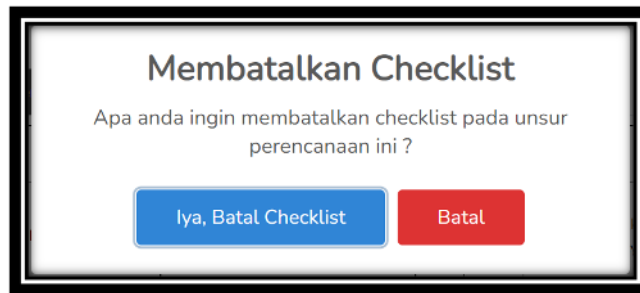 Membatalkan Checklist
Apa anda ingin membatalkan checklist pada unsur
perencanaan ini ?
Iya, Batal Checklist
Batal